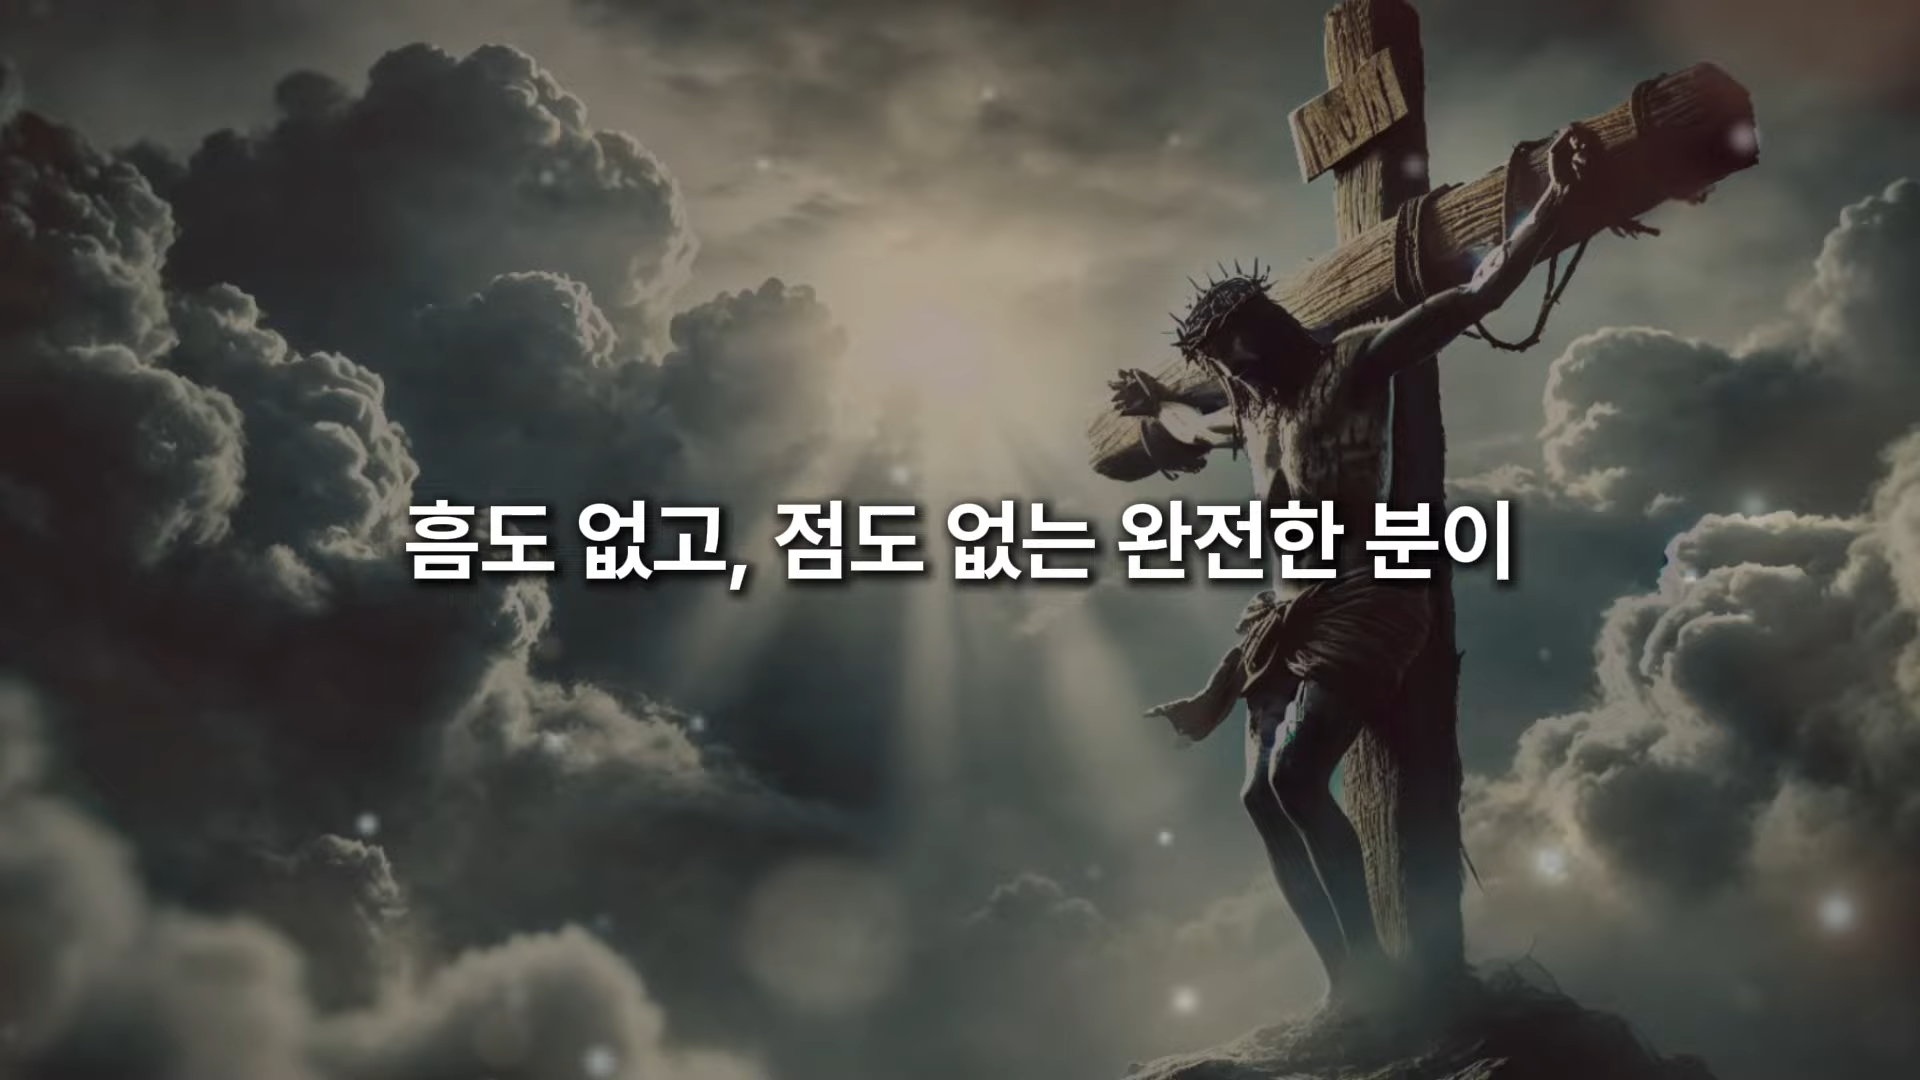 흠도 없고, 점도 없는 완전한 분이